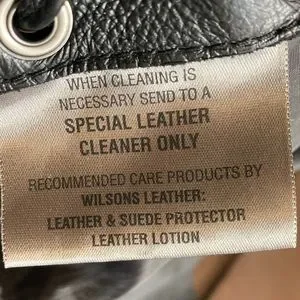 WHEN CLEANING IS
NECESSARY SEND TO A
SPECIAL LEATHER
CLEANER ONLY
RECOMMENDED CARE PRODUCTS BY
WILSONS LEATHER:
LEATHER & SUEDE PROTECTOR
LEATHER LOTION